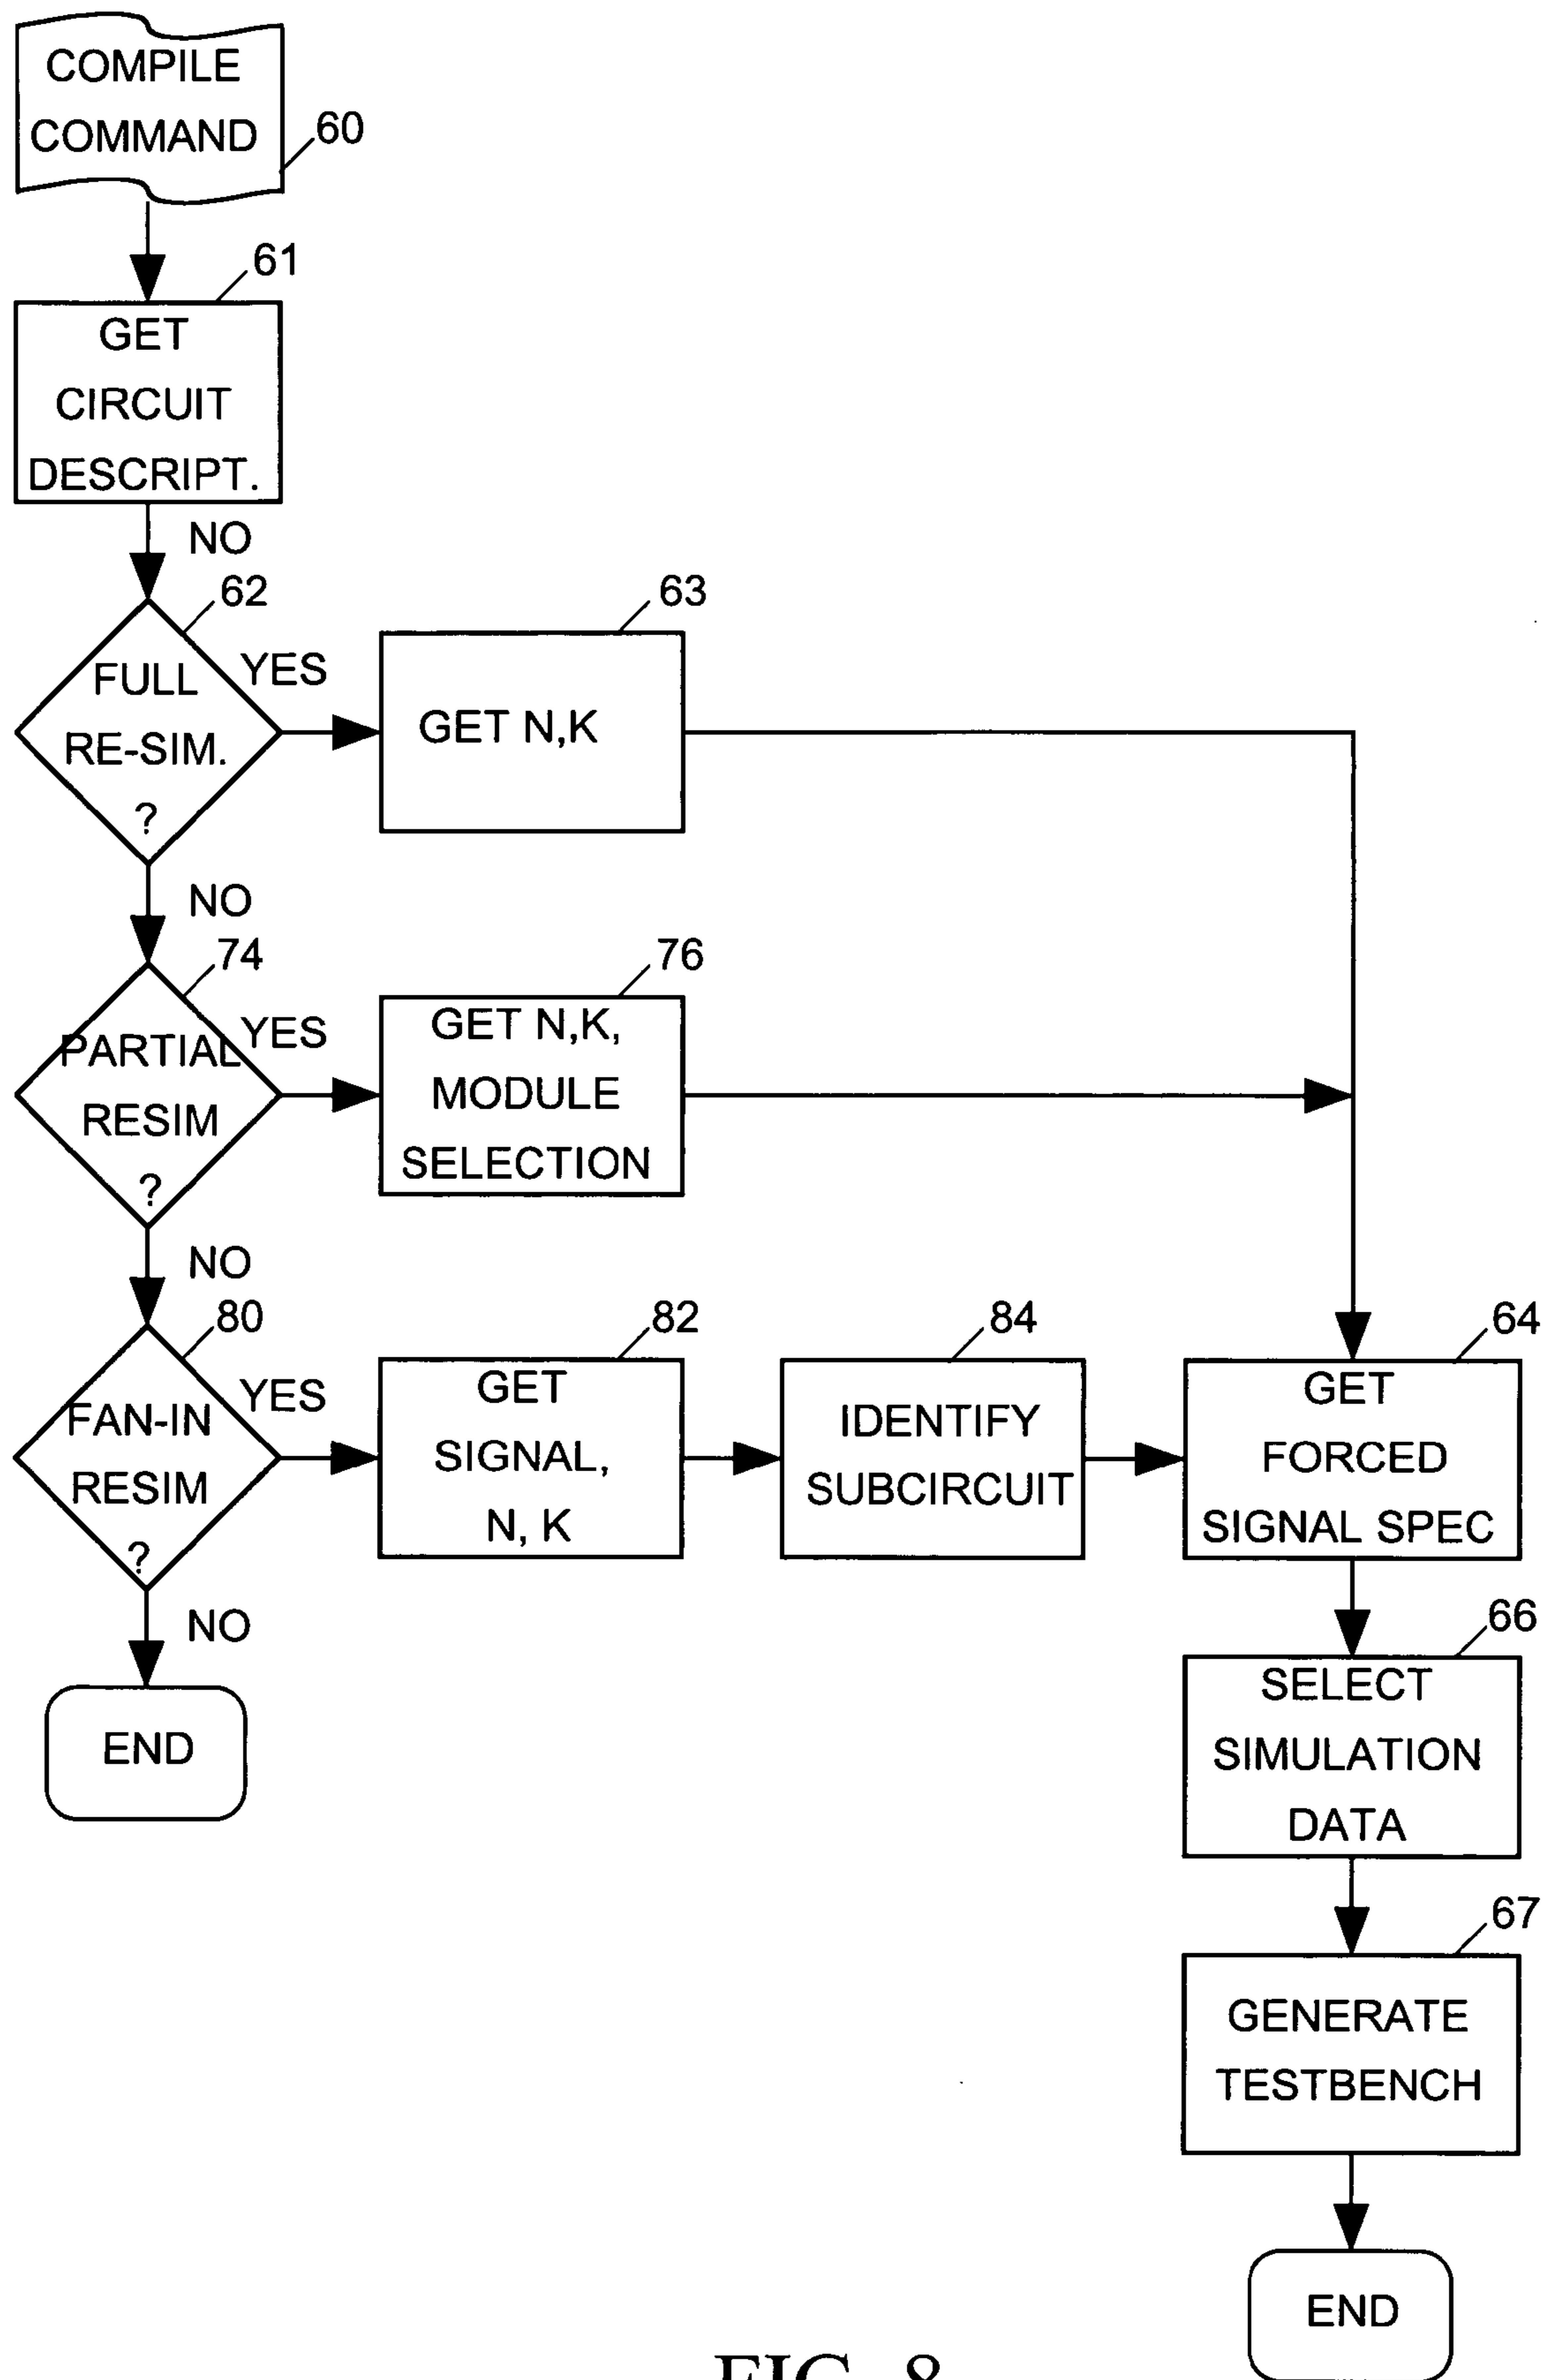 COMPILE
COMMAND
60
61
GET
CIRCUIT
DESCRIPT.
NO
62
FULL
RE-SIM.
?
YES
63
GET N,K
NO
74
PARTIAL
RESIM
?
YES
76
GET N,K,
MODULE
SELECTION
NO
80
FAN-IN
RESIM
?
YES
82
GET
SIGNAL,
N, K
84
IDENTIFY
SUBCIRCUIT
64
GET
FORCED
SIGNAL SPEC
NO
END
66
SELECT
SIMULATION
DATA
67
GENERATE
TESTBENCH
END
FIG. 8